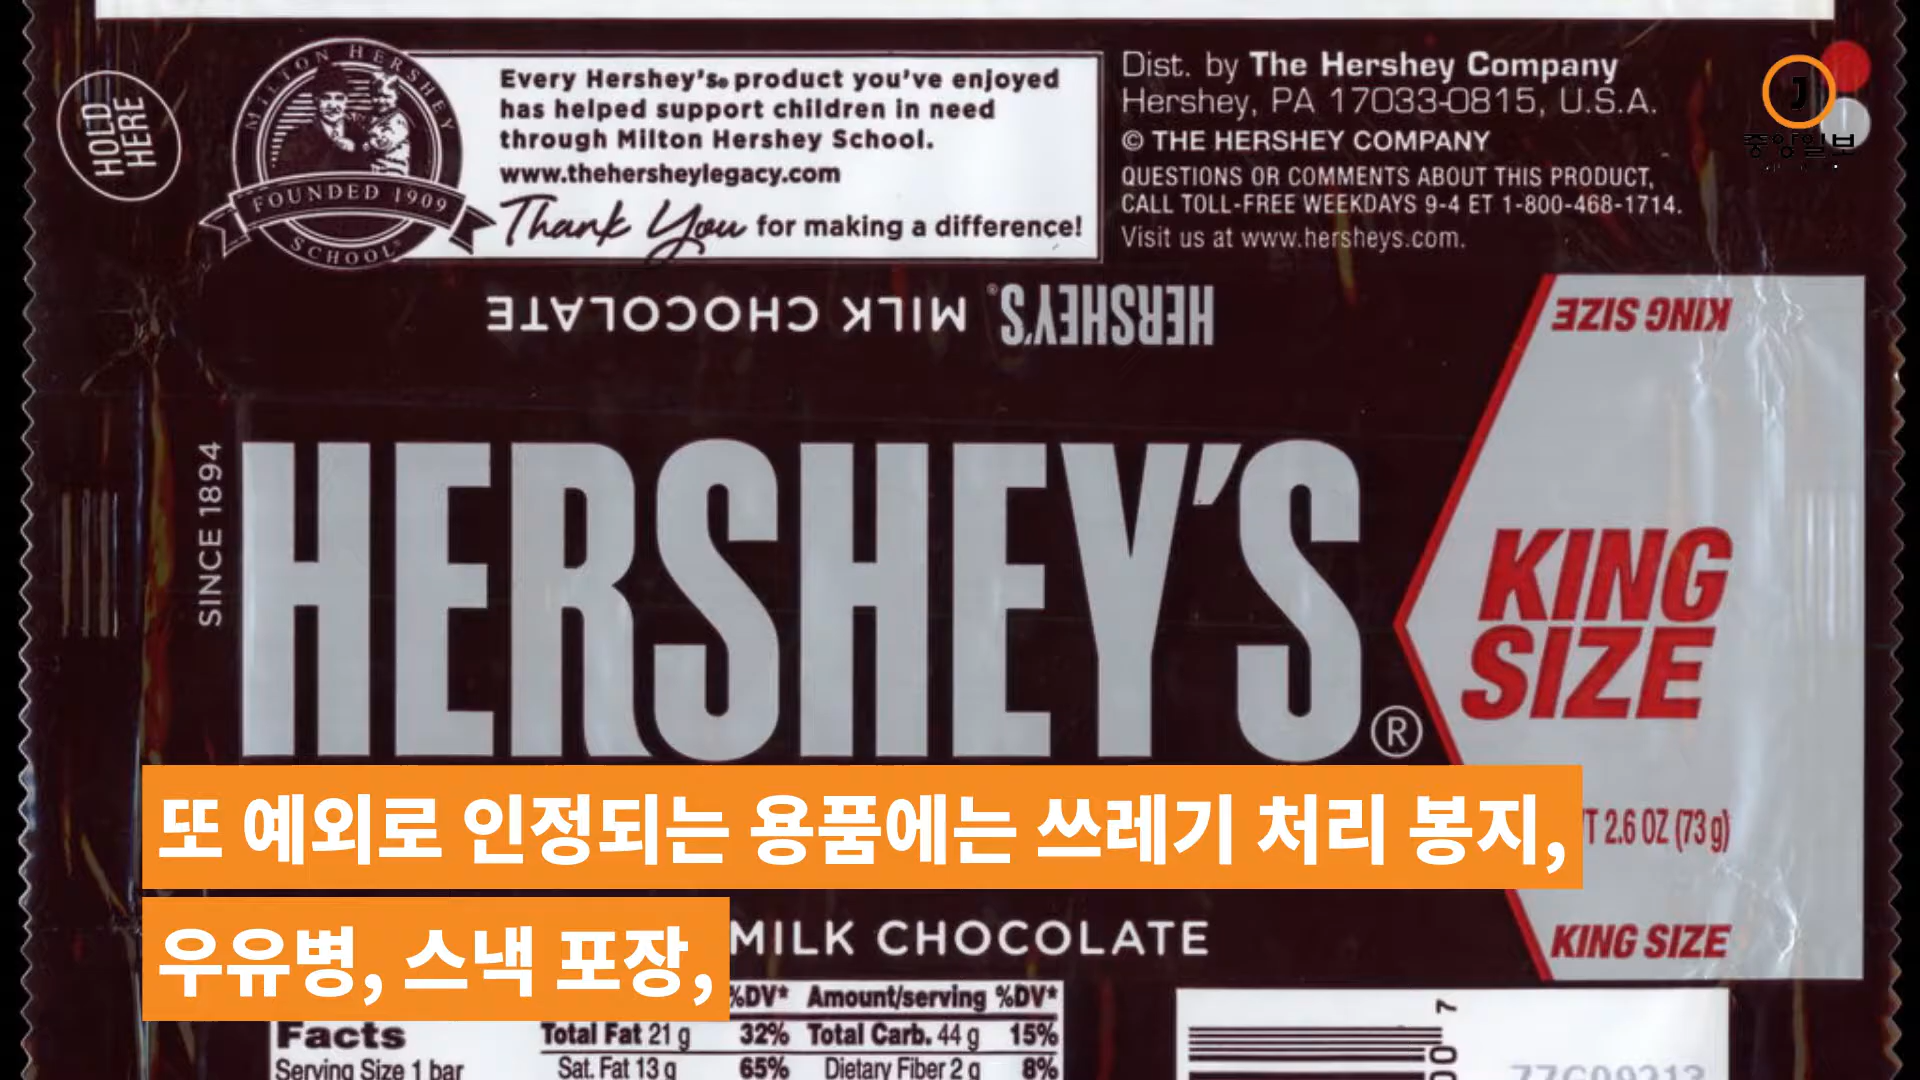 HOLD
HERE
MILTON HERSHEY
FOUNDED 1909
SCHOOL
Every Hershey's® product you've enjoyed
has helped support children in need
through Milton Hershey School.
www.thehersheylegacy.com
Thank You for making a difference!
Dist. by The Hershey Company
Hershey, PA 17033-0815, U.S.A.
© THE HERSHEY COMPANY
QUESTIONS OR COMMENTS ABOUT THIS PRODUCT,
CALL TOLL-FREE WEEKDAYS 9-4 ET 1-800-468-1714.
Visit us at www.hersheys.com.
J
중앙일보
HERSHEY'S® MILK CHOCOLATE
KING SIZE
SINCE 1894
HERSHEY'S®
KING
SIZE
또 예외로 인정되는 용품에는 쓰레기 처리 봉지,
T 2.6 OZ (73 g)
우유병, 스낵 포장,
MILK CHOCOLATE
KING SIZE
%DV* Amount/serving %DV*
Facts Total Fat 21 g 32% Total Carb. 44 g 15%
Serving Size 1 bar Sat. Fat 13 g 65% Dietary Fiber 2 g 8%
7
00